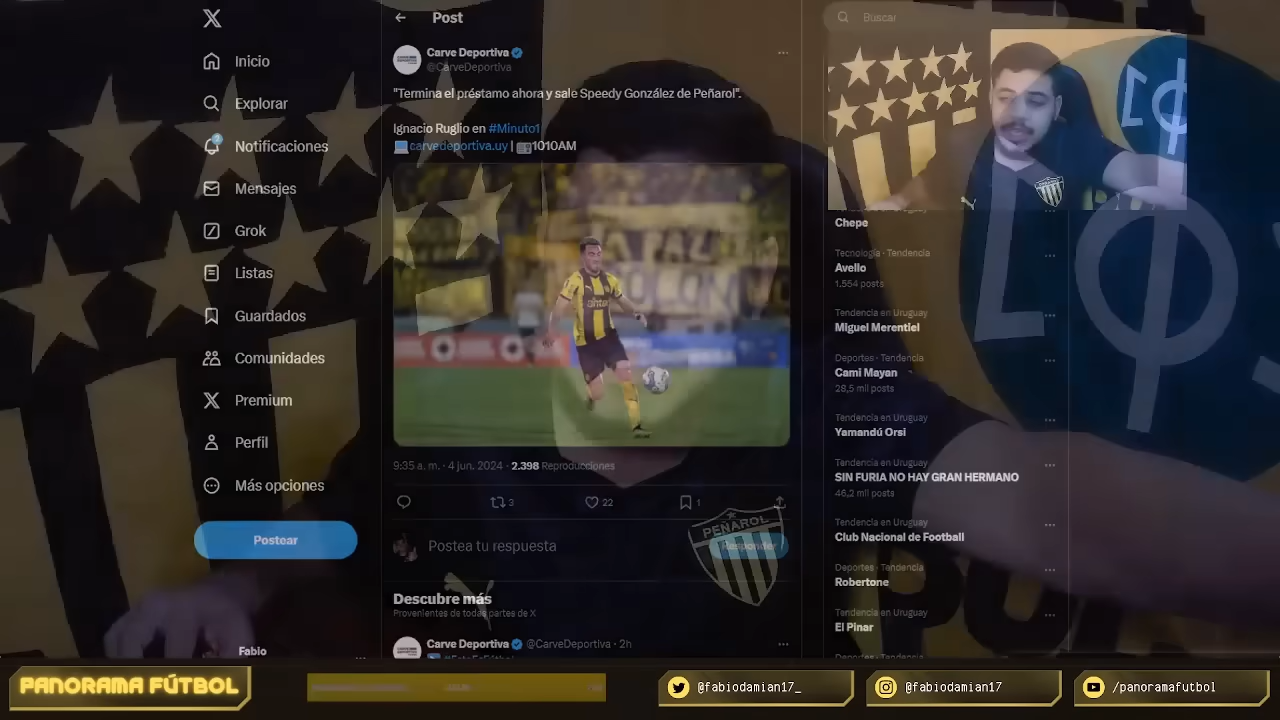 Inicio
Explorar
Notificaciones
Mensajes
Grok
Listas
Guardados
Comunidades
Premium
Perfil
Más opciones
Postear
Fabio
Post
Carve Deportiva
@CarveDeportiva
"Termina el préstamo ahora y sale Speedy González de Peñarol".
Ignacio Ruglio en #Minuto1
carvedeportiva.uy | 1010AM
9:35 a. m. · 4 jun. 2024 · 2.398 Reproducciones
3
22
1
Postea tu respuesta
Responder
PEÑAROL
Descubre más
Provenientes de todas partes de X
Carve Deportiva @CarveDeportiva · 2h
Buscar
Chepe
Tecnología · Tendencia
Avello
1.554 posts
Tendencia en Uruguay
Miguel Merentiel
Deportes · Tendencia
Cami Mayan
28,5 mil posts
Tendencia en Uruguay
Yamandú Orsi
Tendencia en Uruguay
SIN FURIA NO HAY GRAN HERMANO
46,2 mil posts
Tendencia en Uruguay
Club Nacional de Football
Deportes · Tendencia
Robertone
Tendencia en Uruguay
El Pinar
PANORAMA FÚTBOL
@fabiodamian17_
@fabiodamian17
/panoramafutbol